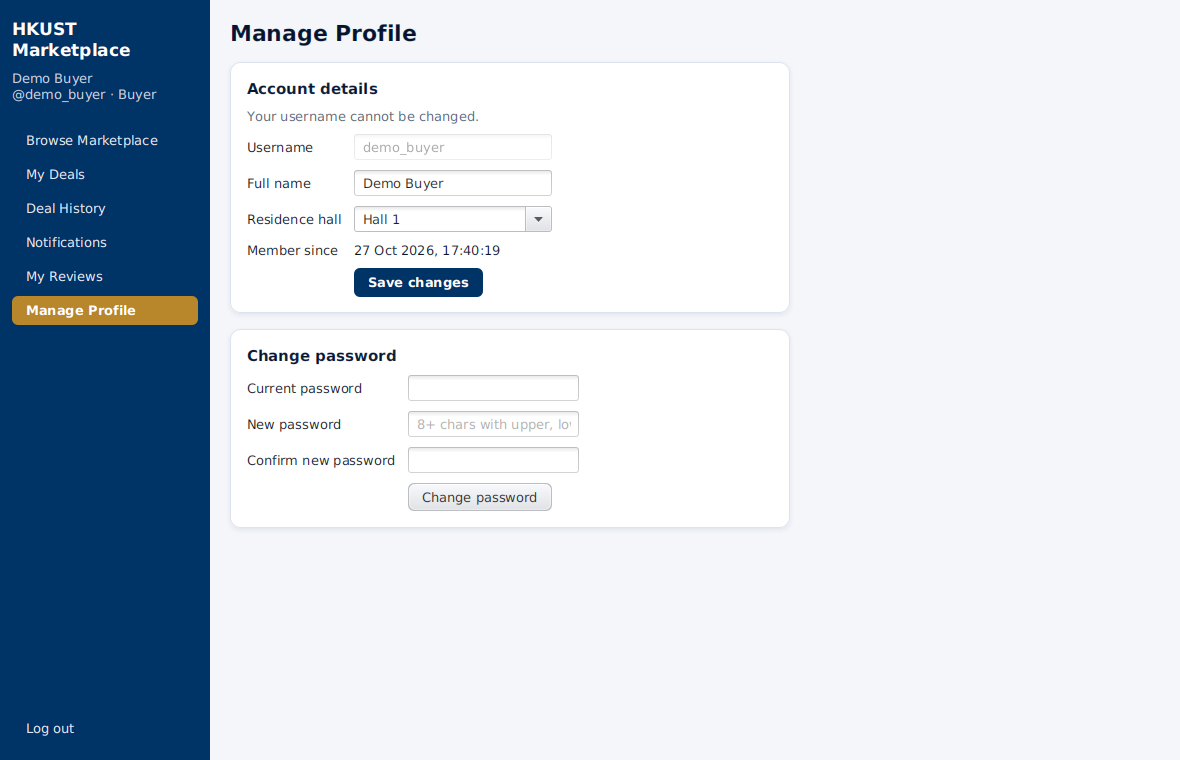 HKUST
Marketplace
Demo Buyer
@demo_buyer · Buyer
Browse Marketplace
My Deals
Deal History
Notifications
My Reviews
Manage Profile
Log out
Manage Profile
Account details
Your username cannot be changed.
Username demo_buyer
Full name Demo Buyer
Residence hall Hall 1
Member since 27 Oct 2026, 17:40:19
Save changes
Change password
Current password
New password 8+ chars with upper,
Confirm new password
Change password